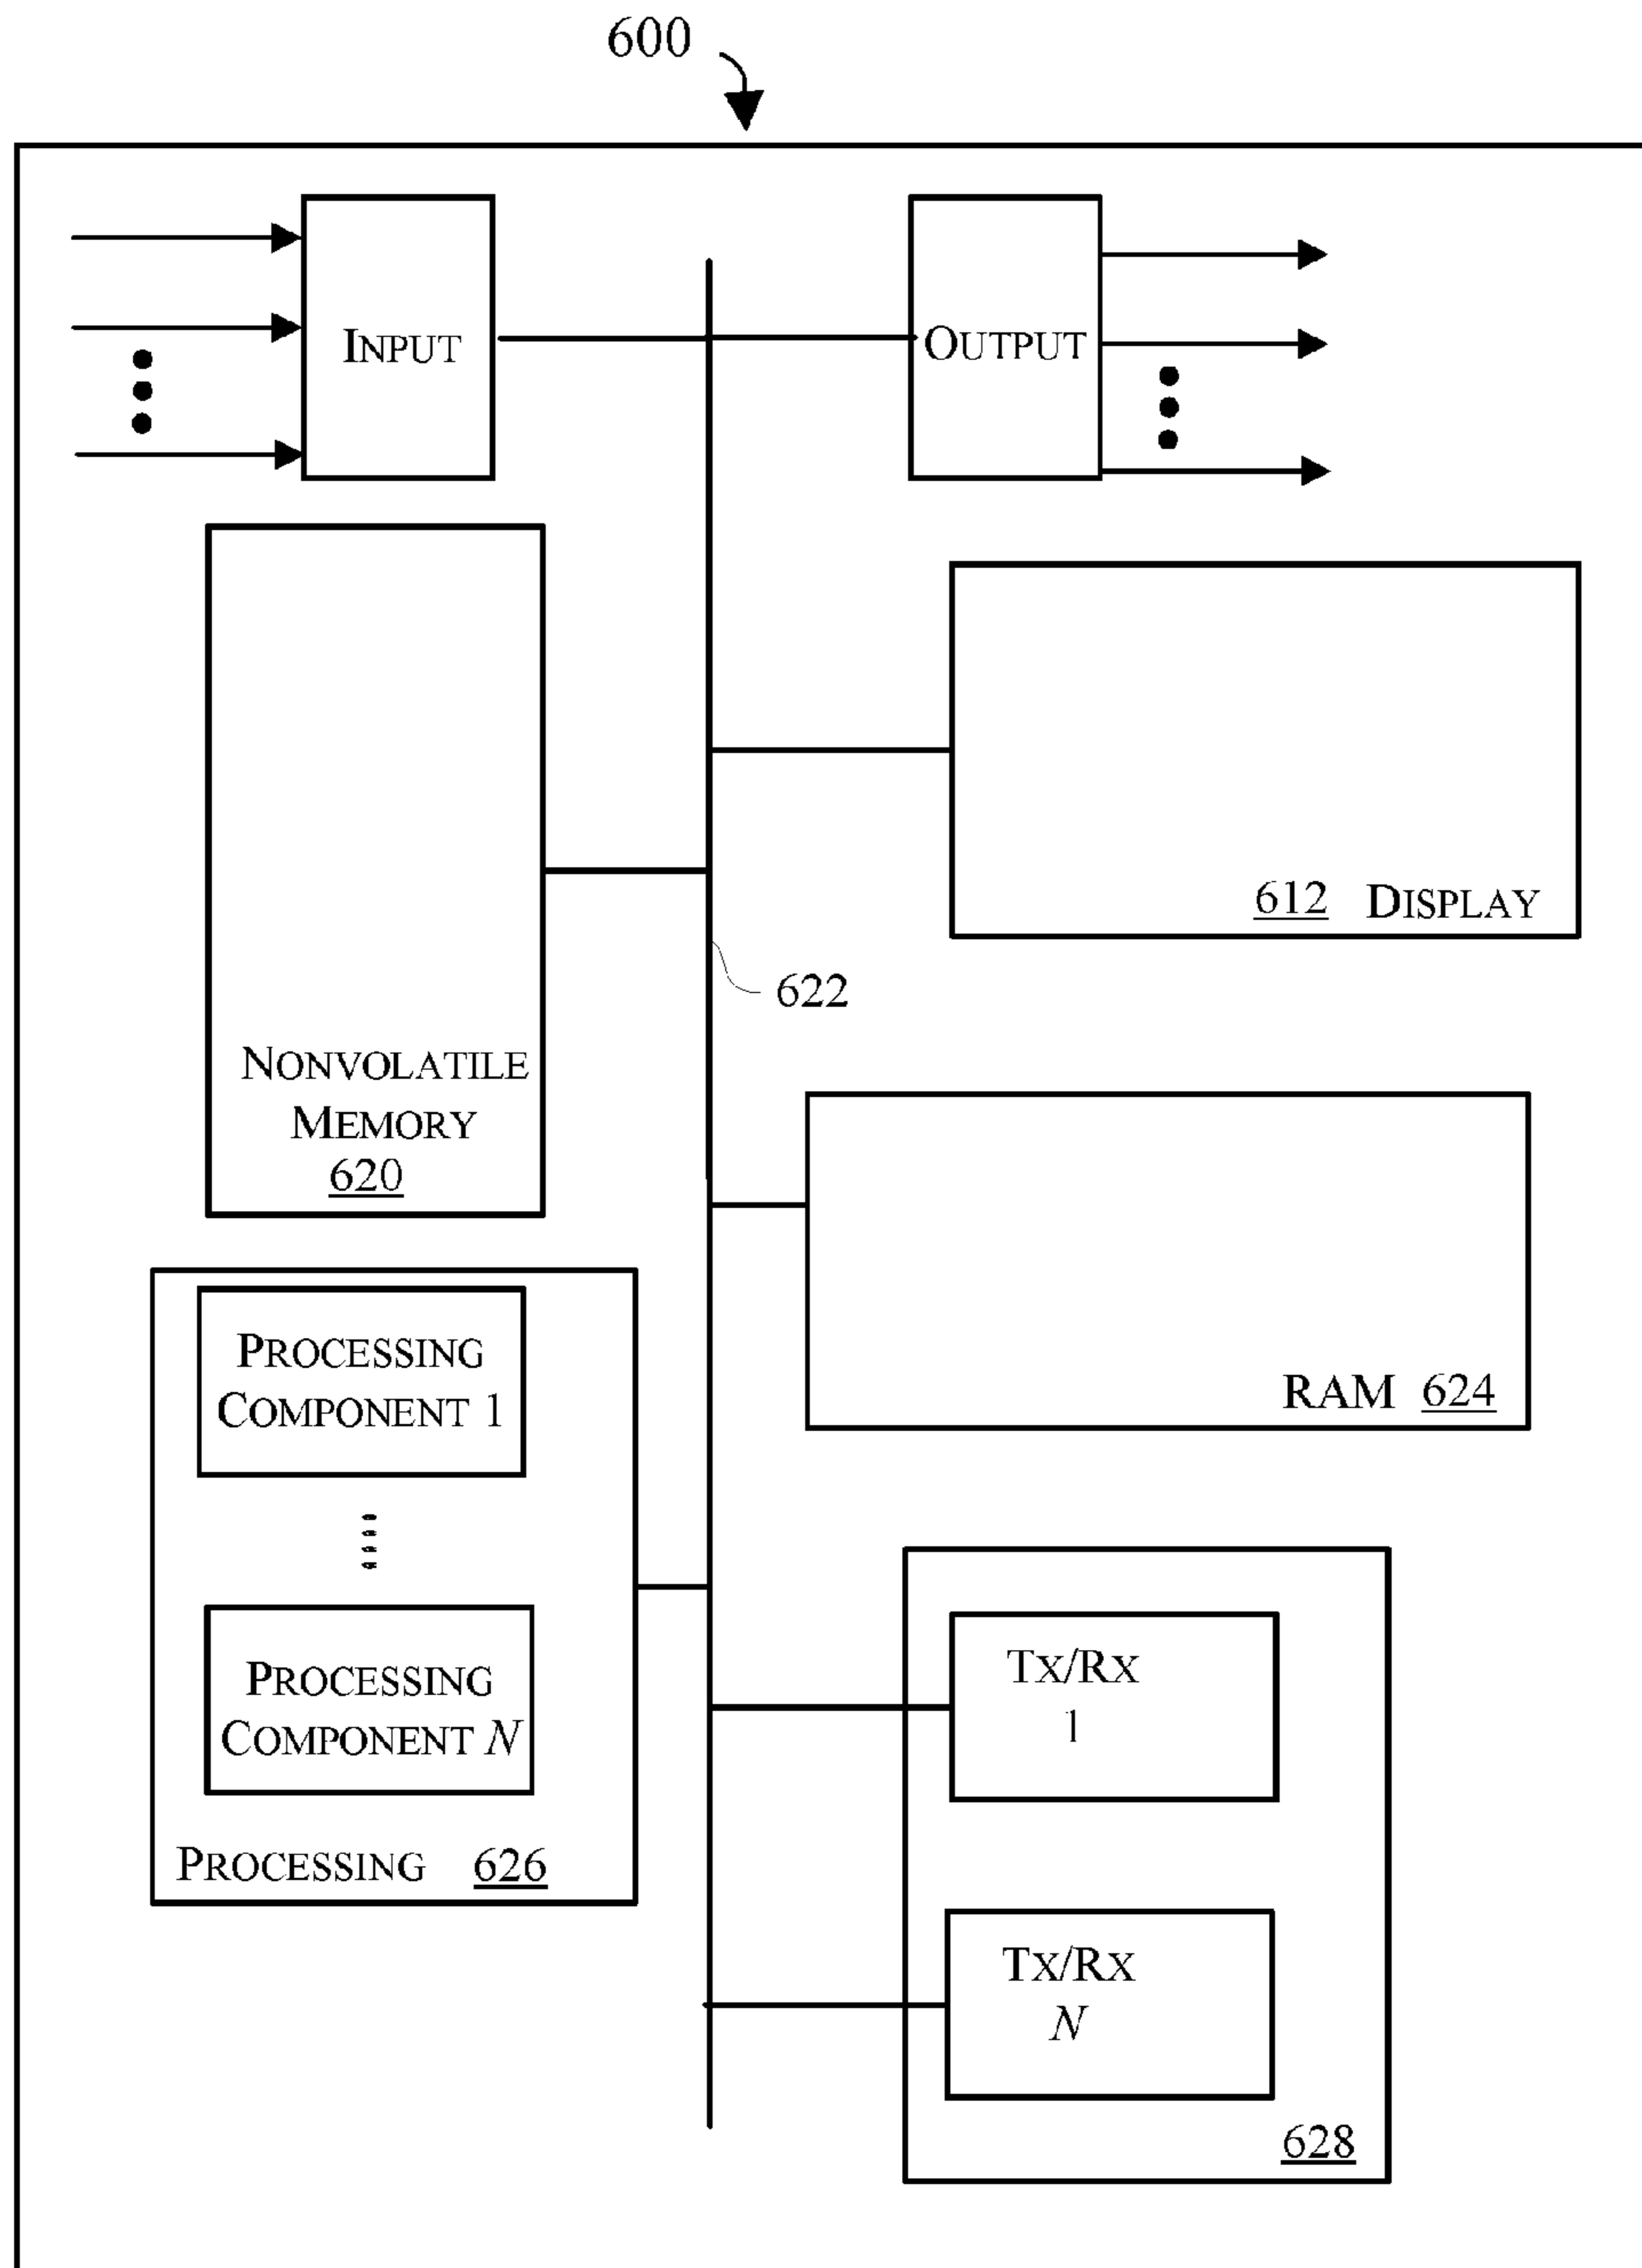 600
INPUT
OUTPUT
612 DISPLAY
622
NONVOLATILE
MEMORY
620
RAM 624
PROCESSING
COMPONENT 1
PROCESSING
COMPONENT N
PROCESSING 626
TX/RX
1
TX/RX
N
628